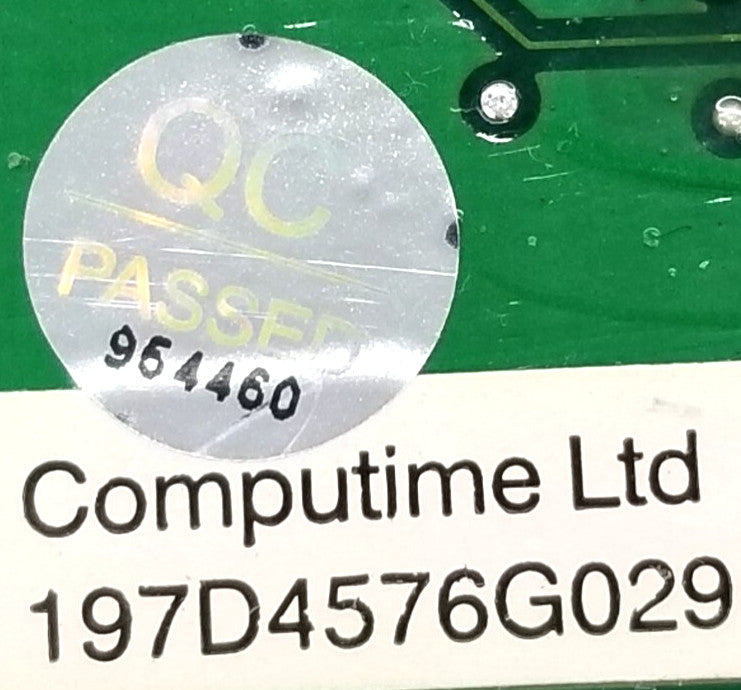 QC
PASSED
964460
Computime Ltd
197D4576G029